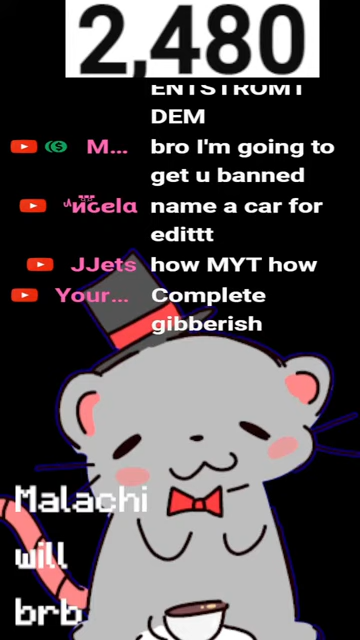 2,480
DEM
M... bro I'm going to
get u banned
name a car for
edittt
JJets how MYT how
Your... Complete
gibberish
Malachi
will
brb